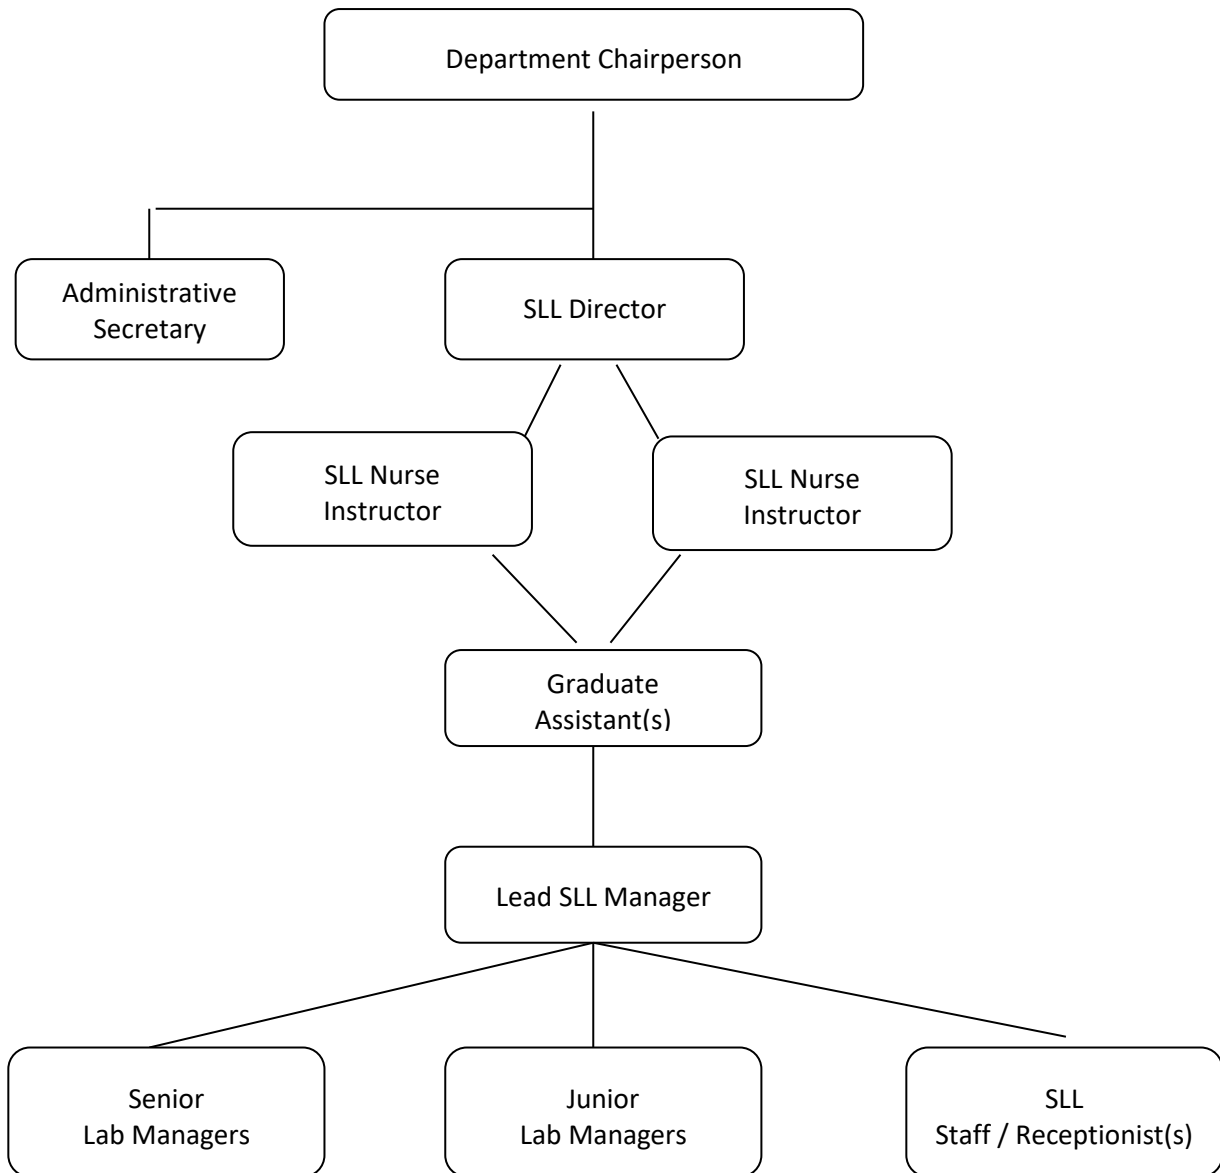 Department Chairperson
Administrative
Secretary
SLL Director
SLL Nurse
Instructor
SLL Nurse
Instructor
Graduate
Assistant(s)
Lead SLL Manager
Senior
Lab Managers
Junior
Lab Managers
SLL
Staff / Receptionist(s)